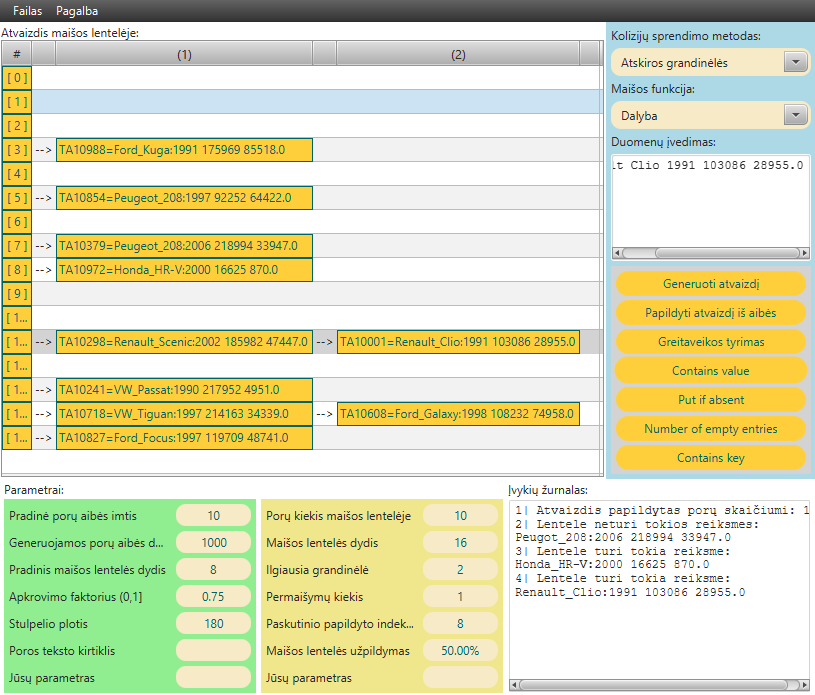 Failas Pagalba
Atvaizdis maišos lentelėje:
# (1) (2)
[ 0 ]
[ 1 ]
[ 2 ]
[ 3 ] --> TA10988=Ford_Kuga:1991 175969 85518.0
[ 4 ]
[ 5 ] --> TA10854=Peugeot_208:1997 92252 64422.0
[ 6 ]
[ 7 ] --> TA10379=Peugeot_208:2006 218994 33947.0
[ 8 ] --> TA10972=Honda_HR-V:2000 16625 870.0
[ 9 ]
[ 1...
[ 1... --> TA10298=Renault_Scenic:2002 185982 47447.0 --> TA10001=Renault_Clio:1991 103086 28955.0
[ 1...
[ 1... --> TA10241=VW_Passat:1990 217952 4951.0
[ 1... --> TA10718=VW_Tiguan:1997 214163 34339.0 --> TA10608=Ford_Galaxy:1998 108232 74958.0
[ 1... --> TA10827=Ford_Focus:1997 119709 48741.0
Kolizijų sprendimo metodas:
Atskiros grandinėlės
Maišos funkcija:
Dalyba
Duomenų įvedimas:
lt Clio 1991 103086 28955.0
Generuoti atvaizdį
Papildyti atvaizdį iš aibės
Greitaveikos tyrimas
Contains value
Put if absent
Number of empty entries
Contains key
Parametrai:
Pradinė porų aibės imtis 10
Generuojamos porų aibės d... 1000
Pradinis maišos lentelės dydis 8
Apkrovimo faktorius (0,1] 0.75
Stulpelio plotis 180
Poros teksto kirtiklis
Jūsų parametras
Porų kiekis maišos lentelėje 10
Maišos lentelės dydis 16
Ilgiausia grandinėlė 2
Permaišymų kiekis 1
Paskutinio papildyto indek... 8
Maišos lentelės užpildymas 50.00%
Jūsų parametras
Įvykių žurnalas:
1| Atvaizdis papildytas porų skaičiumi: 1
2| Lentele neturi tokios reiksmes:
Peugot_208:2006 218994 33947.0
3| Lentele turi tokia reiksme:
Honda_HR-V:2000 16625 870.0
4| Lentele turi tokia reiksme:
Renault_Clio:1991 103086 28955.0